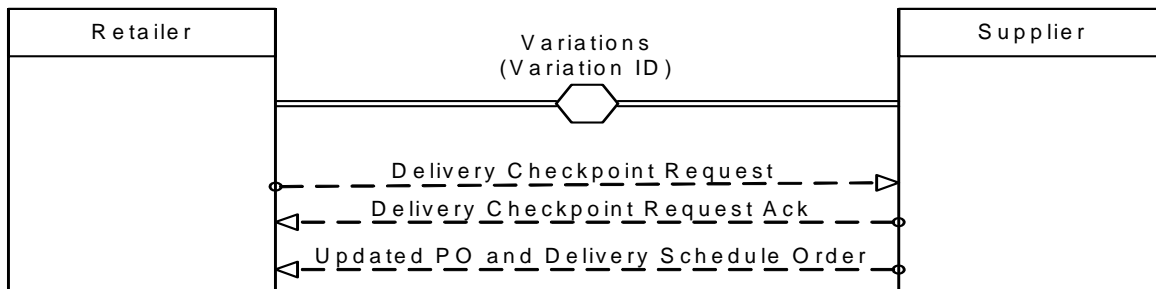 Retailer
Supplier
Variations
(Variation ID)
Delivery Checkpoint Request
Delivery Checkpoint Request Ack
Updated PO and Delivery Schedule Order